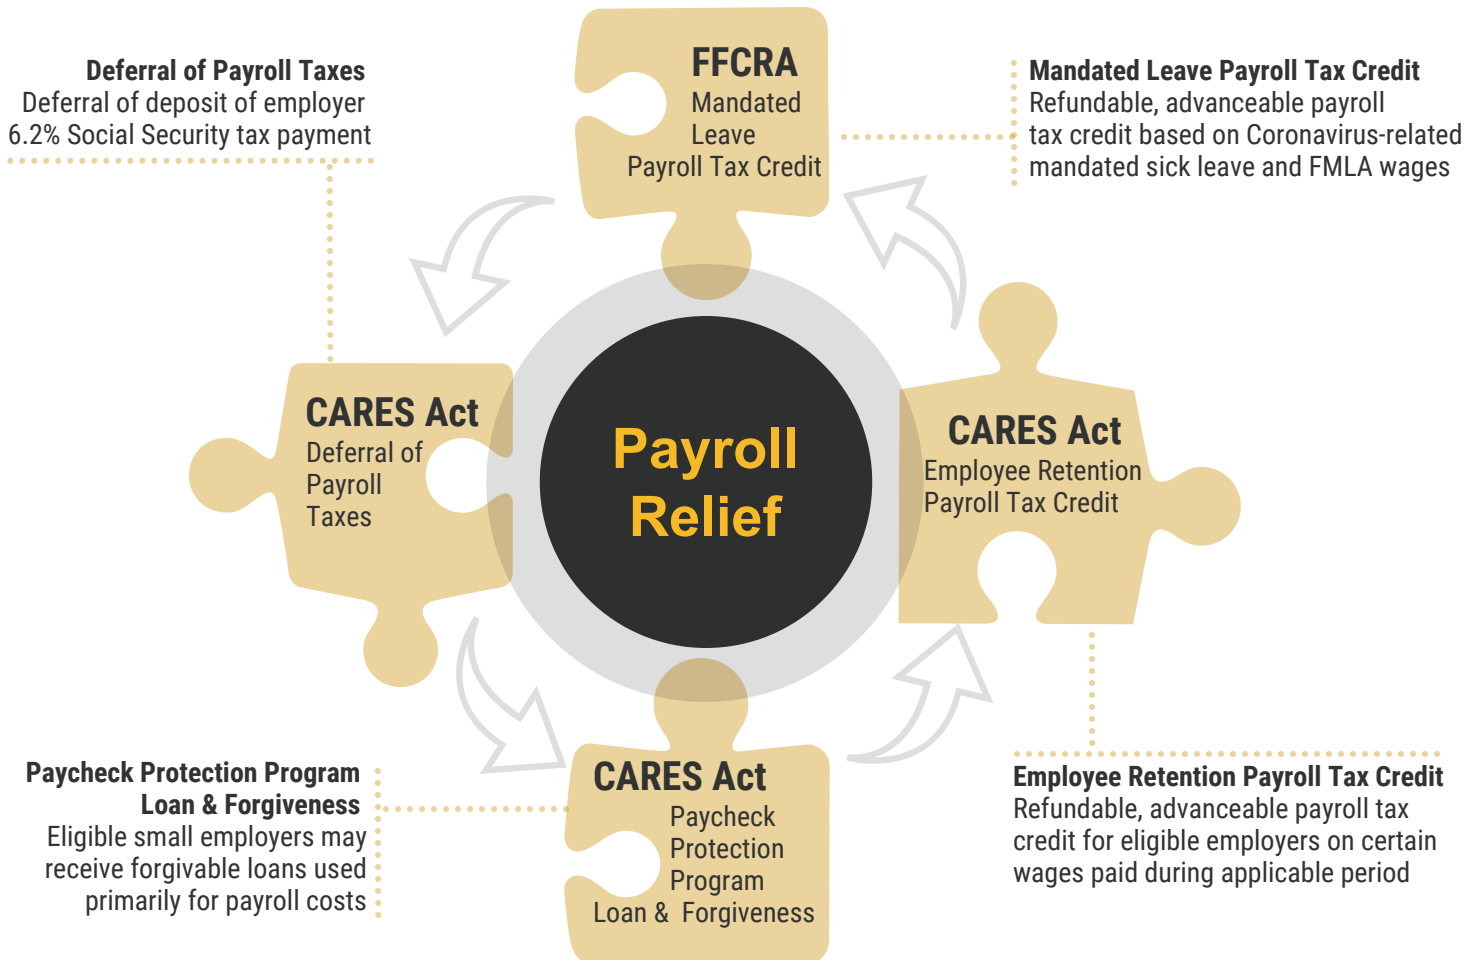 Deferral of Payroll Taxes
Deferral of deposit of employer
6.2% Social Security tax payment
FFCRA
Mandated
Leave
Payroll Tax Credit
Mandated Leave Payroll Tax Credit
Refundable, advanceable payroll
tax credit based on Coronavirus-related
mandated sick leave and FMLA wages
CARES Act
Deferral of
Payroll
Taxes
Payroll
Relief
CARES Act
Employee Retention
Payroll Tax Credit
Paycheck Protection Program
Loan & Forgiveness
Eligible small employers may
receive forgivable loans used
primarily for payroll costs
CARES Act
Paycheck
Protection
Program
Loan & Forgiveness
Employee Retention Payroll Tax Credit
Refundable, advanceable payroll tax
credit for eligible employers on certain
wages paid during applicable period